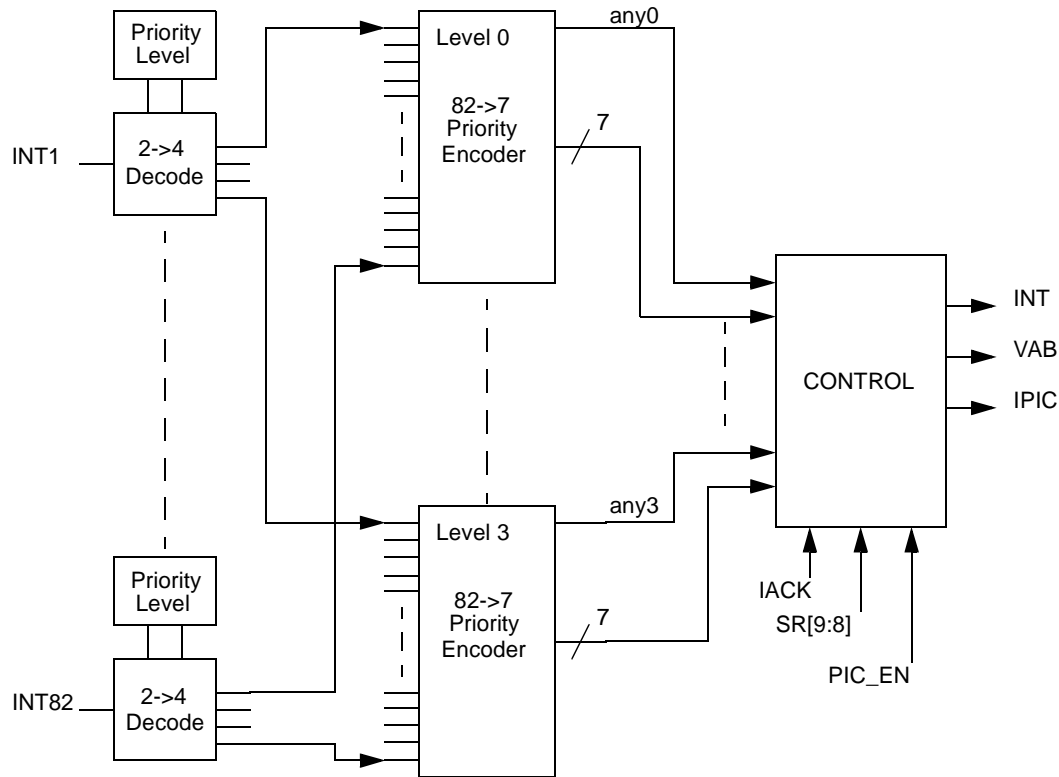 Priority
Level
2->4
Decode
INT1
Level 0
82->7
Priority
Encoder
any0
7
CONTROL
INT
VAB
IPIC
any3
Level 3
82->7
Priority
Encoder
7
IACK
SR[9:8]
PIC_EN
Priority
Level
INT82
2->4
Decode